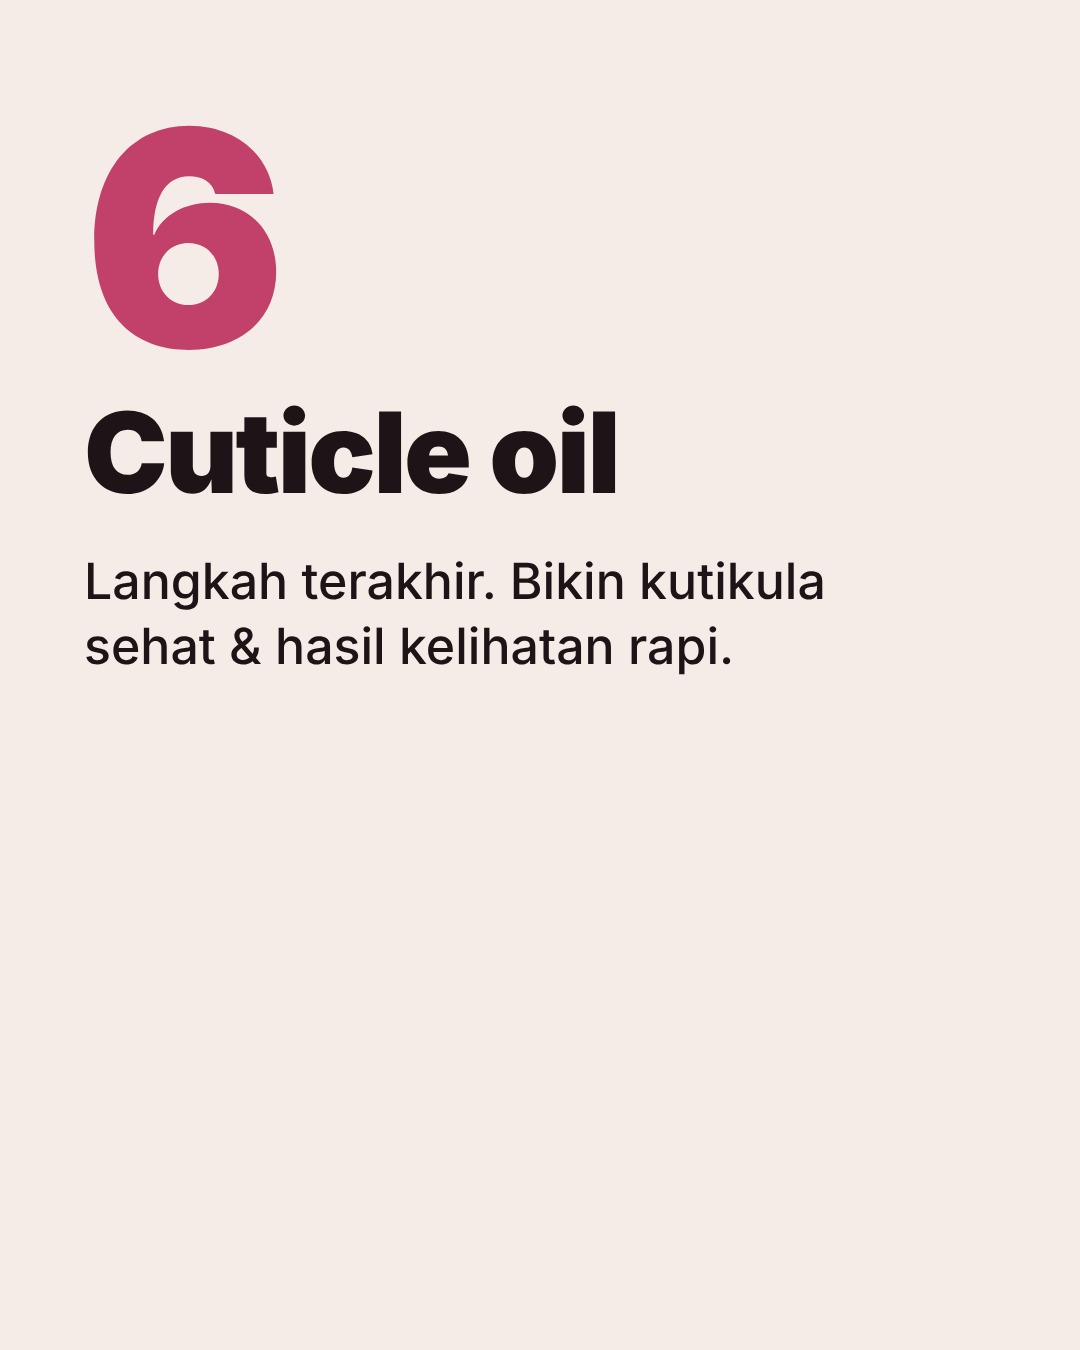 6
Cuticle oil
Langkah terakhir. Bikin kutikula
sehat & hasil kelihatan rapi.